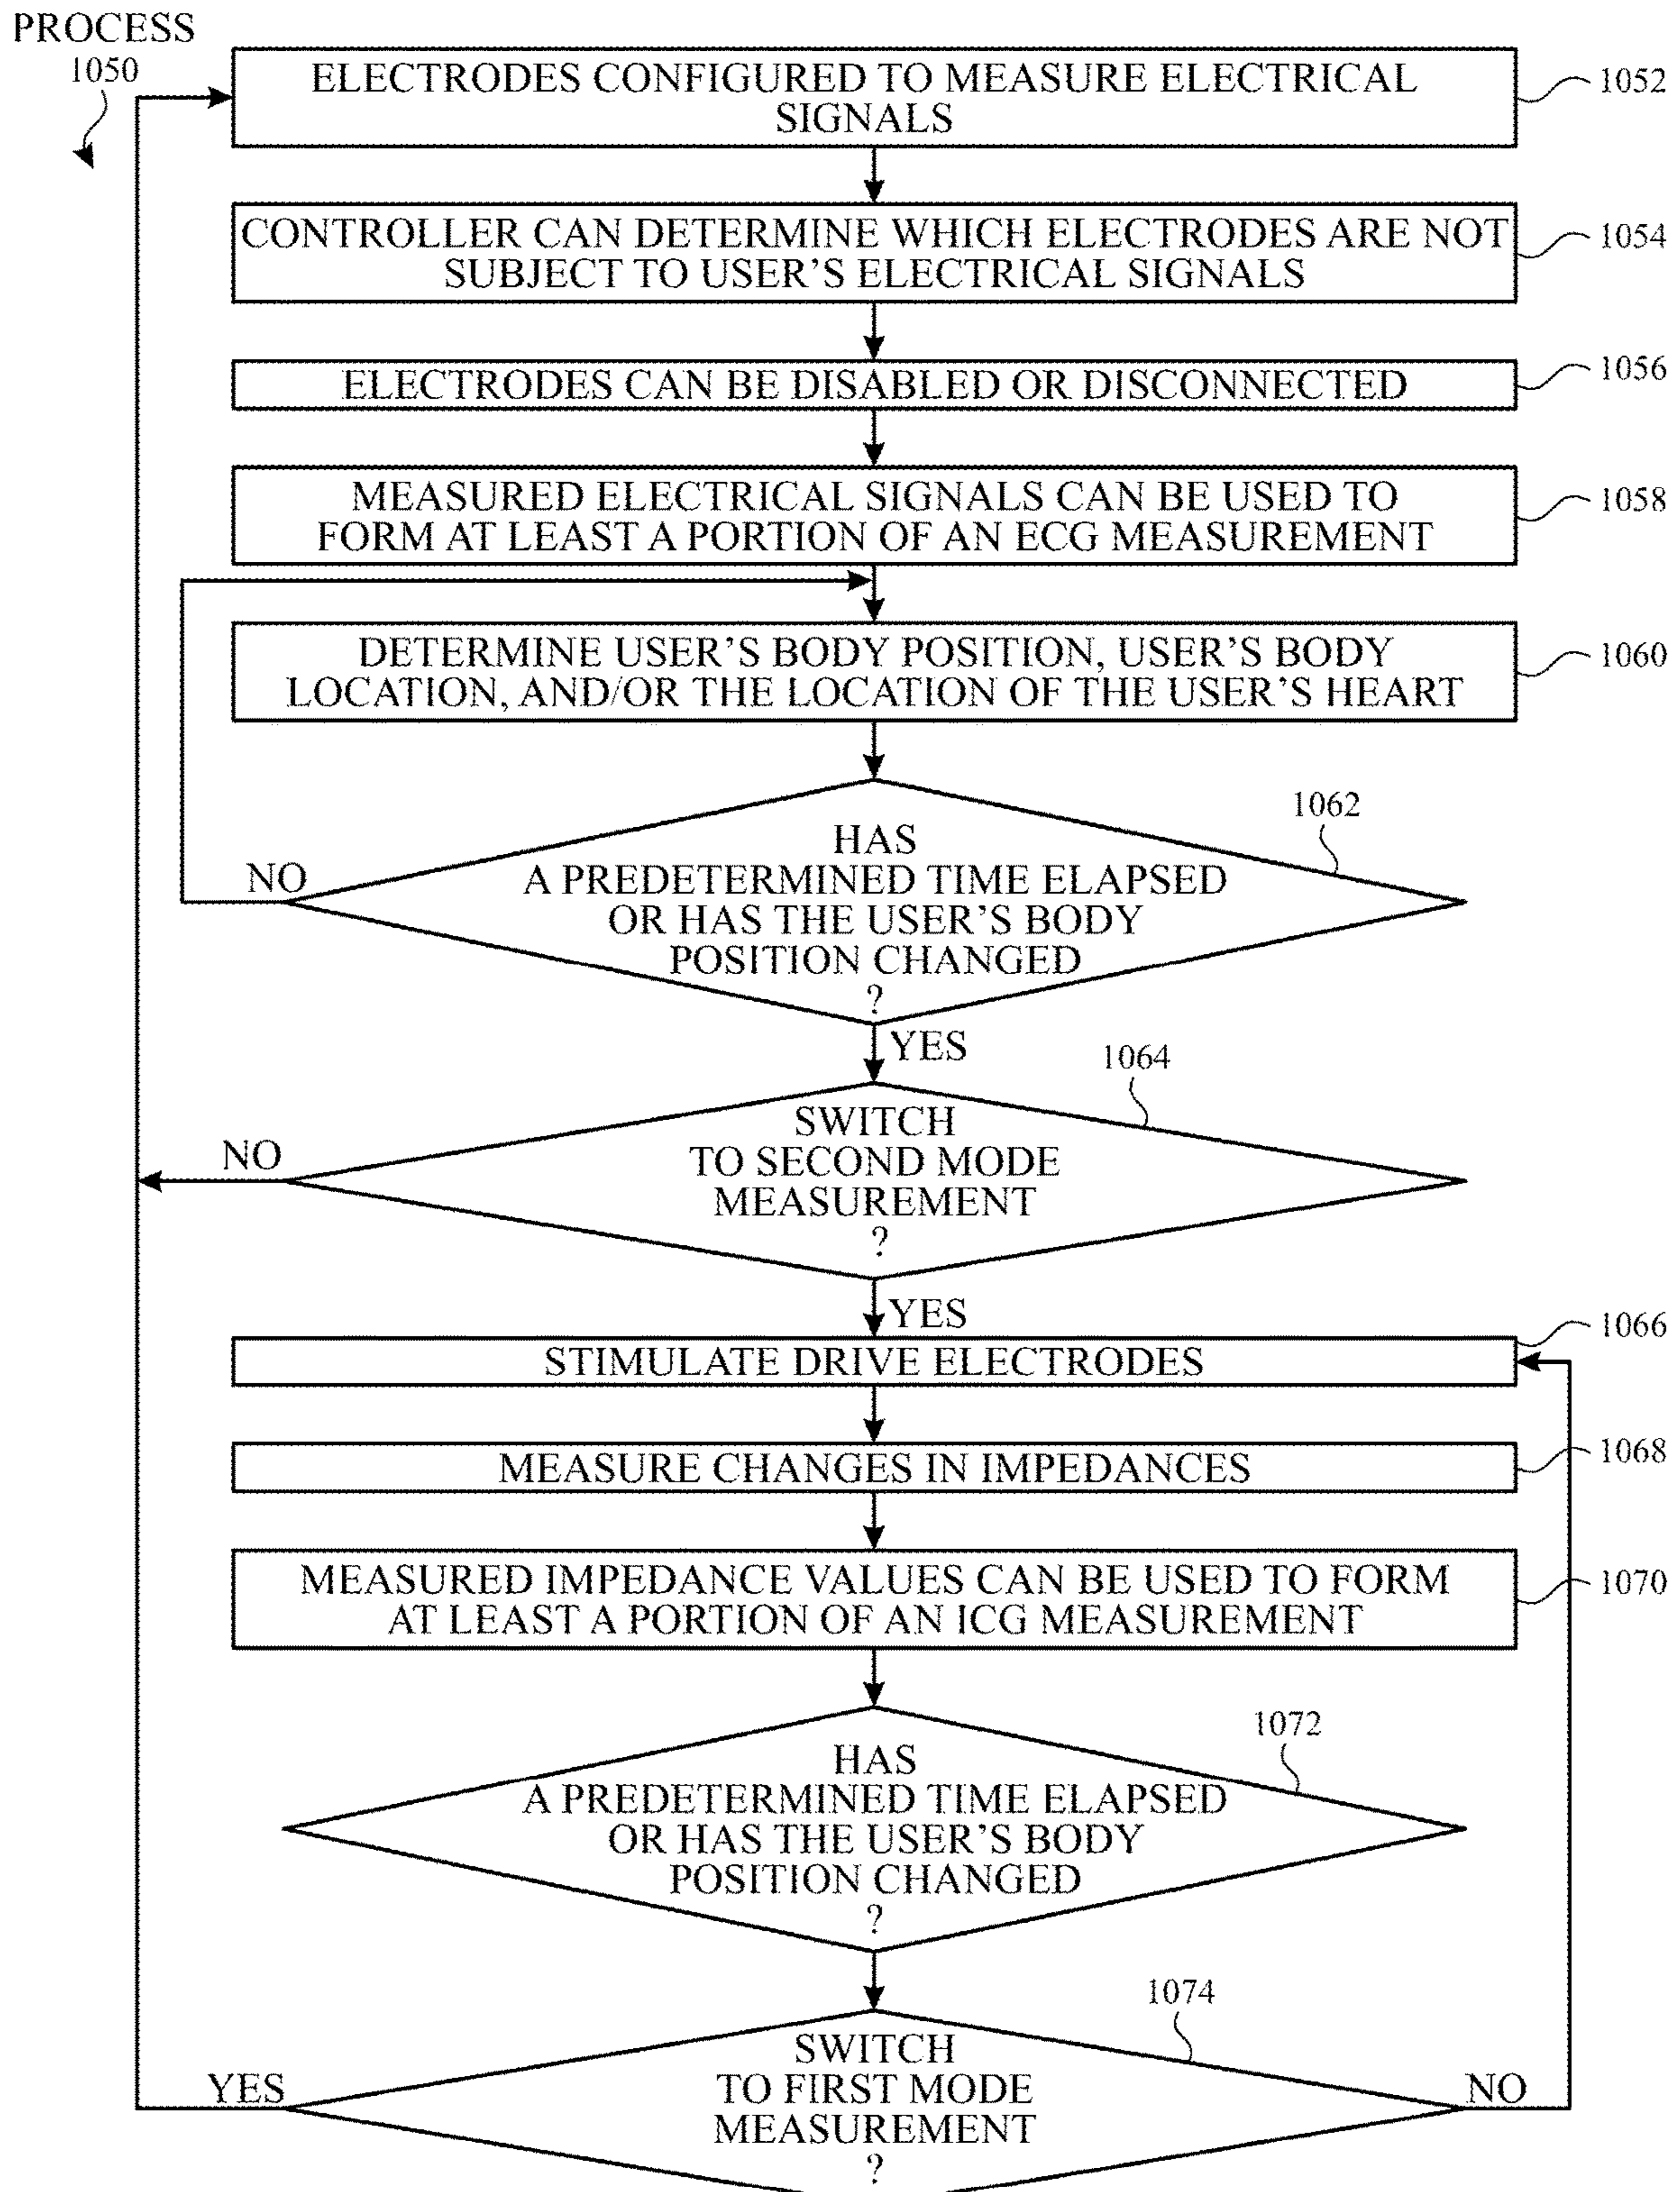 PROCESS
1050
ELECTRODES CONFIGURED TO MEASURE ELECTRICAL
SIGNALS
1052
CONTROLLER CAN DETERMINE WHICH ELECTRODES ARE NOT
SUBJECT TO USER'S ELECTRICAL SIGNALS
1054
ELECTRODES CAN BE DISABLED OR DISCONNECTED
1056
MEASURED ELECTRICAL SIGNALS CAN BE USED TO
FORM AT LEAST A PORTION OF AN ECG MEASUREMENT
1058
DETERMINE USER'S BODY POSITION, USER'S BODY
LOCATION, AND/OR THE LOCATION OF THE USER'S HEART
1060
1062
HAS
A PREDETERMINED TIME ELAPSED
OR HAS THE USER'S BODY
POSITION CHANGED
?
NO
YES
1064
SWITCH
TO SECOND MODE
MEASUREMENT
?
NO
YES
1066
STIMULATE DRIVE ELECTRODES
MEASURE CHANGES IN IMPEDANCES
1068
MEASURED IMPEDANCE VALUES CAN BE USED TO FORM
AT LEAST A PORTION OF AN ICG MEASUREMENT
1070
1072
HAS
A PREDETERMINED TIME ELAPSED
OR HAS THE USER'S BODY
POSITION CHANGED
?
1074
SWITCH
TO FIRST MODE
MEASUREMENT
?
YES
NO